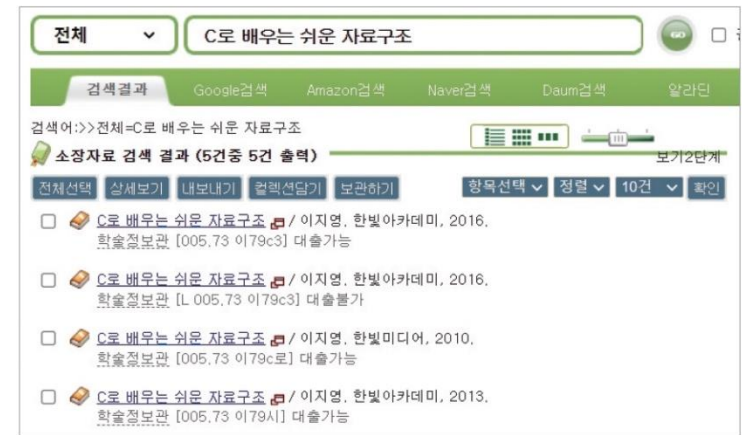 전체 C로 배우는 쉬운 자료구조 GO
검색결과 Google검색 Amazon검색 Naver검색 Daum검색 알라딘
검색어:>>전체=C로 배우는 쉬운 자료구조
소장자료 검색 결과 (5건중 5건 출력) 보기2단계
전체선택 상세보기 내보내기 컬렉션담기 보관하기 항목선택 정렬 10건 확인
C로 배우는 쉬운 자료구조 / 이지영, 한빛아카데미, 2016.
학술정보관 [005.73 이79c3] 대출가능
C로 배우는 쉬운 자료구조 / 이지영, 한빛아카데미, 2016.
학술정보관 [L 005.73 이79c3] 대출불가
C로 배우는 쉬운 자료구조 / 이지영, 한빛미디어, 2010.
학술정보관 [005.73 이79c로] 대출가능
C로 배우는 쉬운 자료구조 / 이지영, 한빛아카데미, 2013.
학술정보관 [005.73 이79시] 대출가능